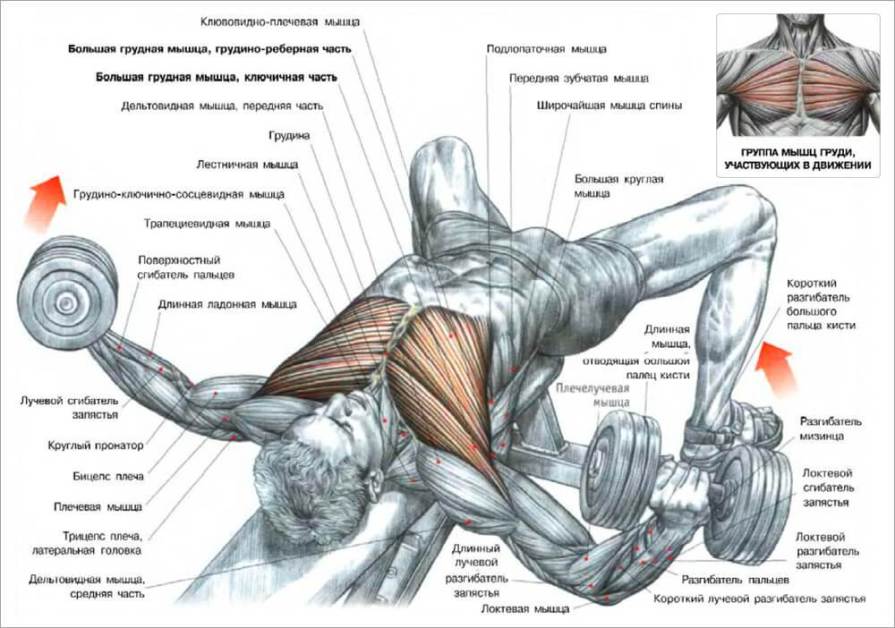 Клювовидно-плечевая мышца
Большая грудная мышца, грудино-реберная часть
Большая грудная мышца, ключичная часть
Дельтовидная мышца, передняя часть
Грудина
Лестничная мышца
Грудино-ключично-сосцевидная мышца
Трапециевидная мышца
Поверхностный
сгибатель пальцев
Длинная ладонная мышца
Лучевой сгибатель
запястья
Круглый пронатор
Бицепс плеча
Плечевая мышца
Трицепс плеча,
латеральная головка
Дельтовидная мышца,
средняя часть
Подлопаточная мышца
Передняя зубчатая мышца
Широчайшая мышца спины
Большая круглая
мышца
ГРУППА МЫШЦ ГРУДИ,
УЧАСТВУЮЩИХ В ДВИЖЕНИИ
Короткий
разгибатель
большого
пальца кисти
Длинная
мышца,
отводящая большой
палец кисти
Плечелучевая
мышца
Разгибатель
мизинца
Локтевой
сгибатель
запястья
Локтевой
разгибатель
запястья
Разгибатель пальцев
Короткий лучевой разгибатель запястья
Длинный
лучевой
разгибатель
запястья
Локтевая мышца